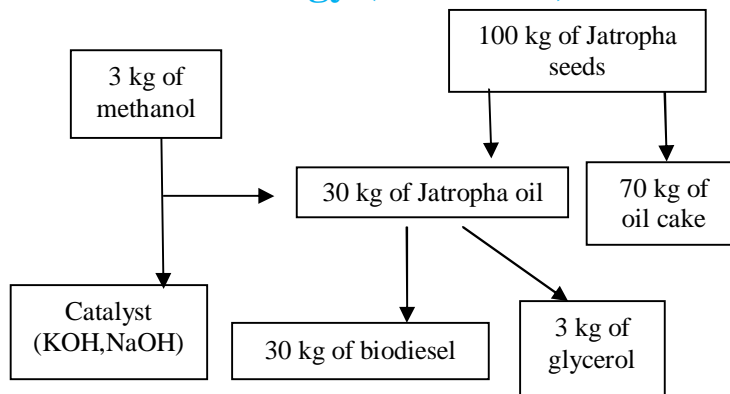 100 kg of Jatropha
seeds
3 kg of
methanol
30 kg of Jatropha oil
70 kg of
oil cake
Catalyst
(KOH,NaOH)
30 kg of biodiesel
3 kg of
glycerol